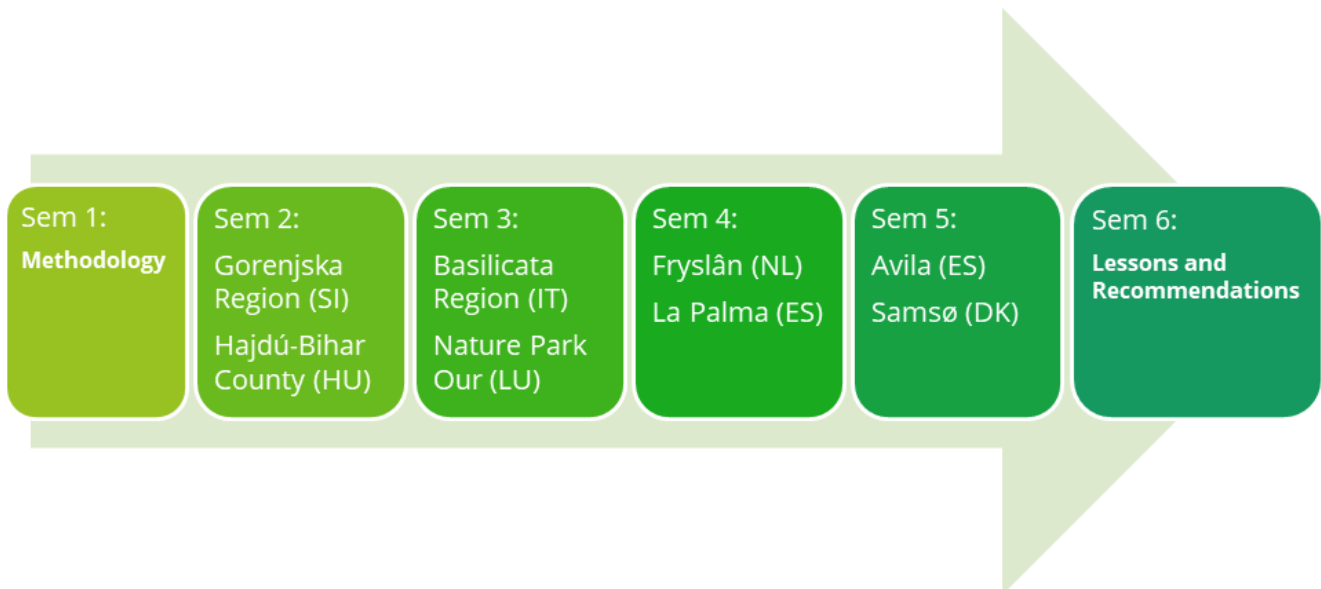 Sem 1:
Methodology
Sem 2:
Gorenjska
Region (SI)
Hajdú-Bihar
County (HU)
Sem 3:
Basilicata
Region (IT)
Nature Park
Our (LU)
Sem 4:
Fryslân (NL)
La Palma (ES)
Sem 5:
Avila (ES)
Samsø (DK)
Sem 6:
Lessons and
Recommendations